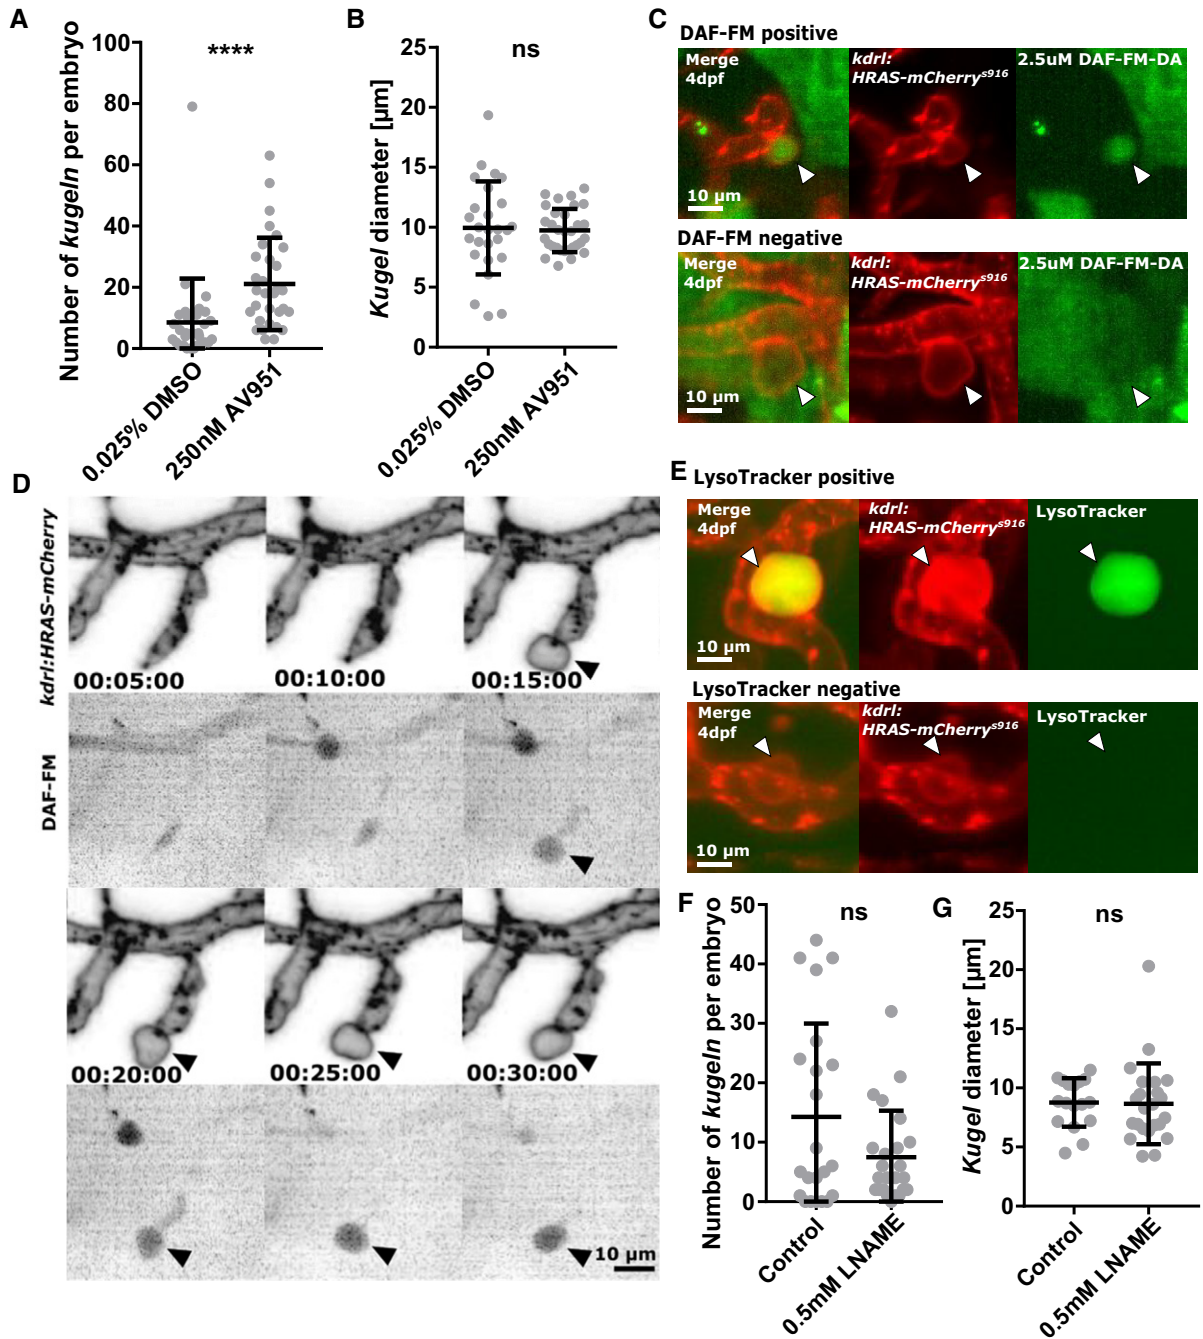 A
Number of kugeln per embryo
100
80
60
40
20
0
****
0.025% DMSO
250nM AV951
B
Kugel diameter [µm]
25
20
15
10
5
0
ns
0.025% DMSO
250nM AV951
C
DAF-FM positive
Merge
4dpf
10 µm
kdrl:
HRAS-mCherrys916
2.5uM DAF-FM-DA
DAF-FM negative
Merge
4dpf
10 µm
kdrl:
HRAS-mCherrys916
2.5uM DAF-FM-DA
D
kdrl:HRAS-mCherry
DAF-FM
00:05:00
00:10:00
00:15:00
00:20:00
00:25:00
00:30:00
10 µm
E
LysoTracker positive
Merge
4dpf
10 µm
kdrl:
HRAS-mCherrys916
LysoTracker
LysoTracker negative
Merge
4dpf
10 µm
kdrl:
HRAS-mCherrys916
LysoTracker
F
Number of kugeln per embryo
50
40
30
20
10
0
ns
Control
0.5mM LNAME
G
Kugel diameter [µm]
25
20
15
10
5
0
ns
Control
0.5mM LNAME